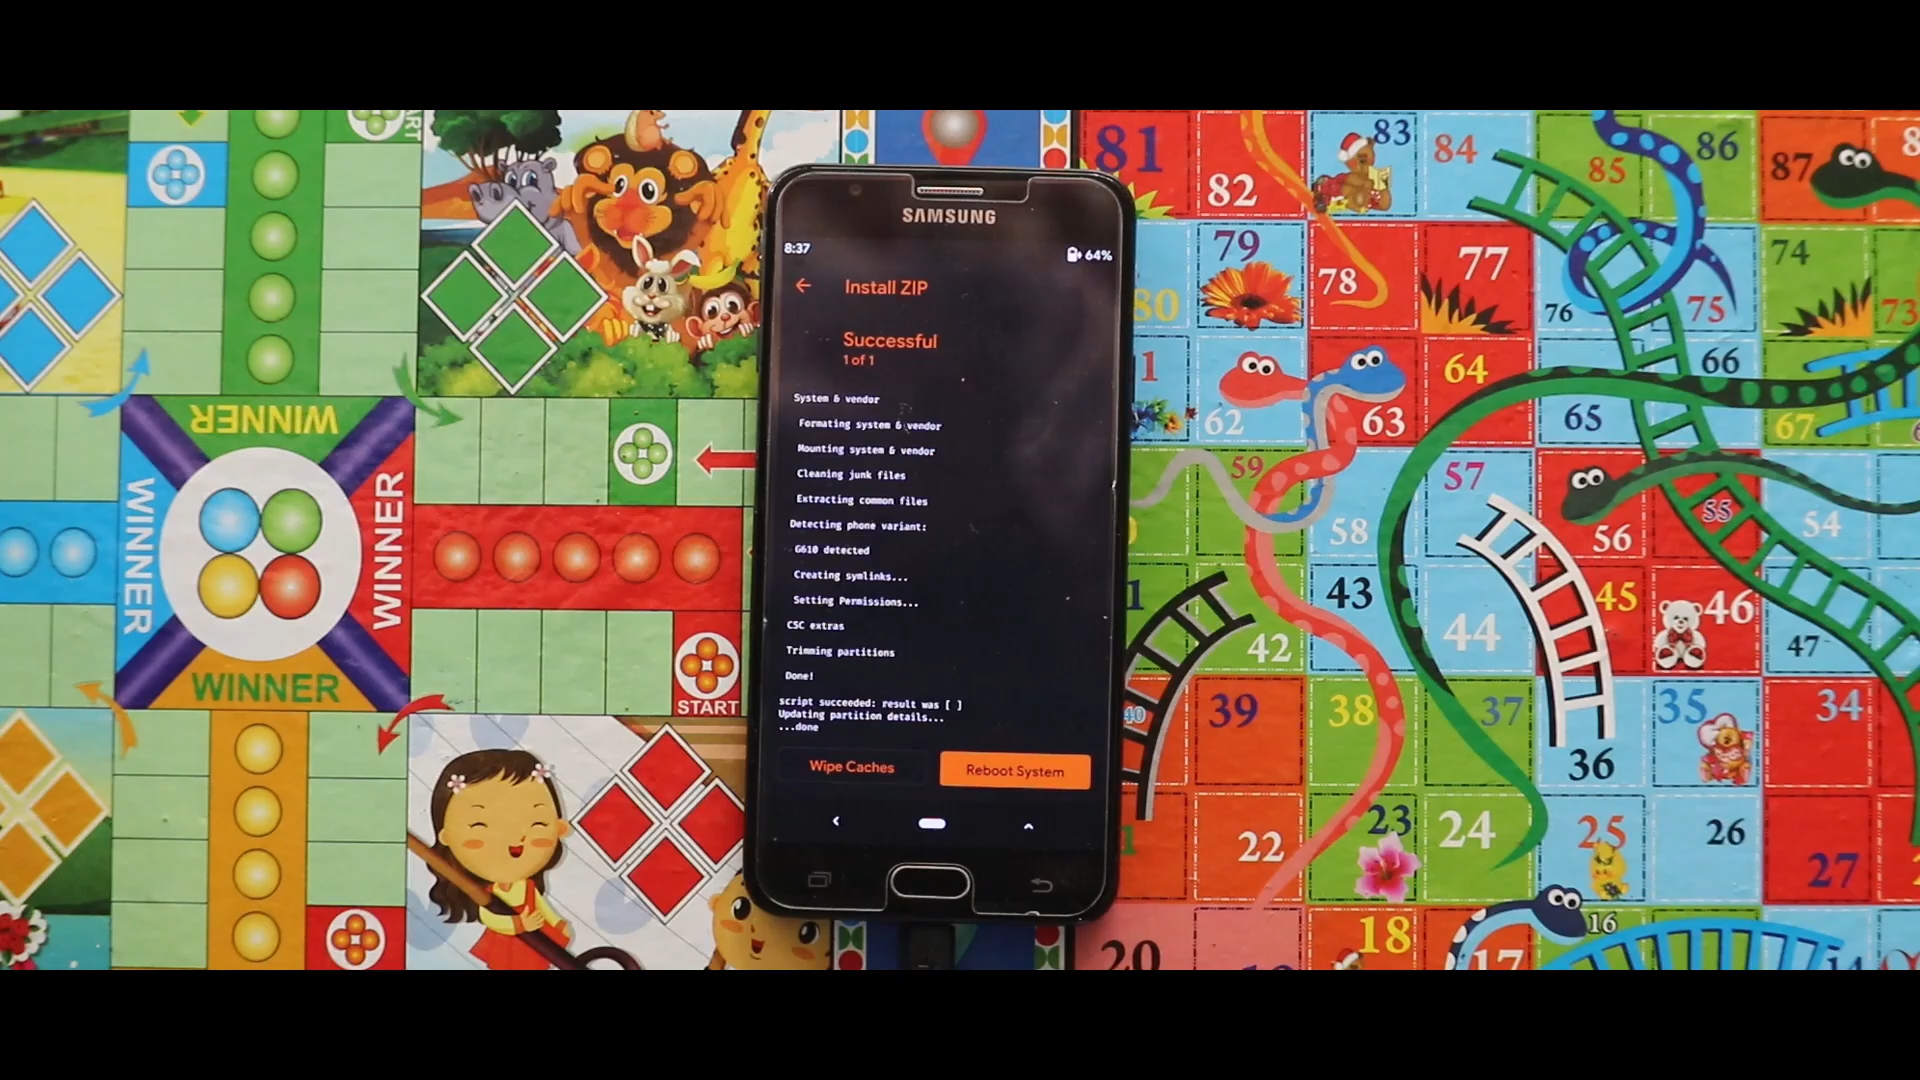 SAMSUNG
8:37
64%
Install ZIP
Successful
1 of 1
System & vendor
Formating system & vendor
Mounting system & vendor
Cleaning junk files
Extracting common files
Detecting phone variant:
G610 detected
Creating symlinks...
Setting Permissions...
CSC extras
Trimming partitions
Done!
script succeeded: result was [ ]
Updating partition details...
...done
Wipe Caches
Reboot System
WINNER
WINNER
WINNER
WINNER
START
81
82
83
84
85
86
87
80
79
78
77
76
75
74
73
62
63
64
65
66
67
59
58
57
56
55
54
42
43
44
45
46
47
40
39
38
37
36
35
34
22
23
24
25
26
27
20
18
17
16